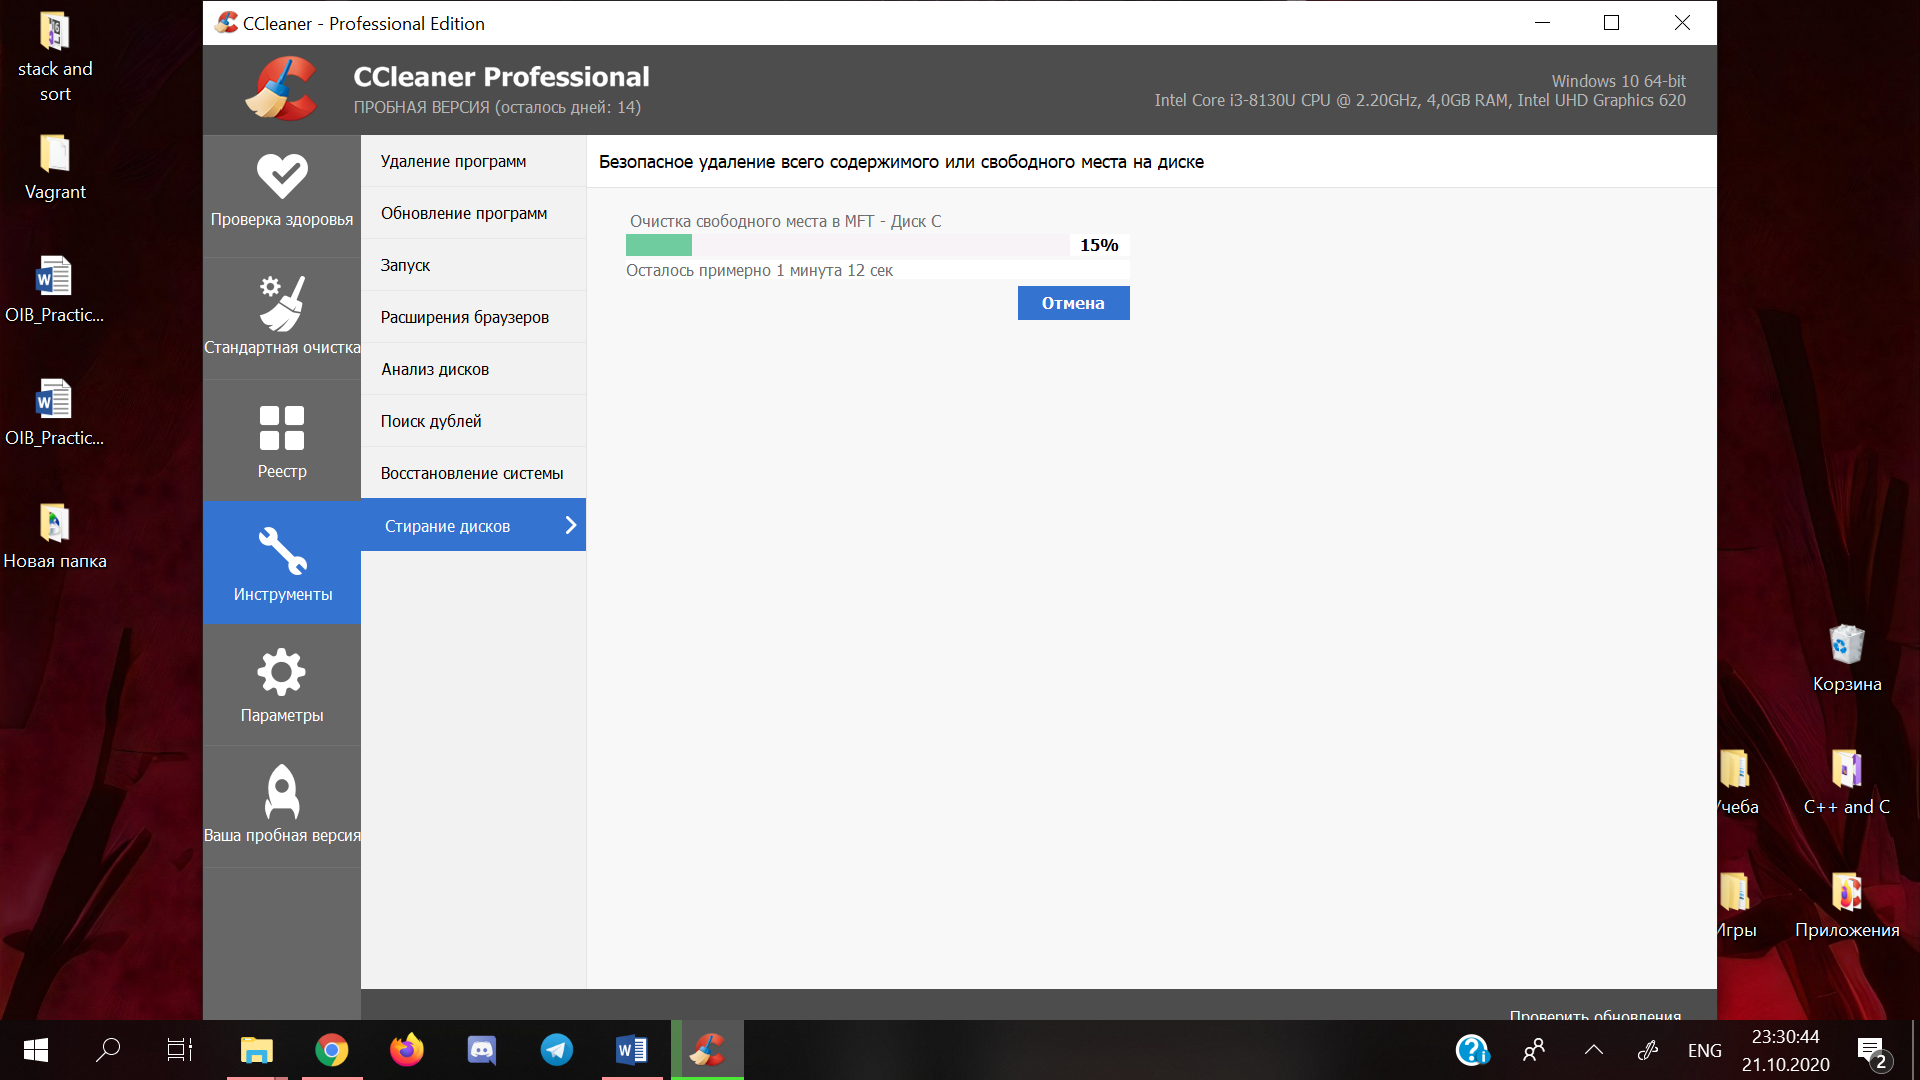 stack and
sort
Vagrant
OIB_Practic...
OIB_Practic...
Новая папка
CCleaner - Professional Edition
CCleaner Professional
ПРОБНАЯ ВЕРСИЯ (осталось дней: 14)
Windows 10 64-bit
Intel Core i3-8130U CPU @ 2.20GHz, 4,0GB RAM, Intel UHD Graphics 620
Проверка здоровья
Стандартная очистка
Реестр
Инструменты
Параметры
Ваша пробная версия
Удаление программ
Обновление программ
Запуск
Расширения браузеров
Анализ дисков
Поиск дублей
Восстановление системы
Стирание дисков
Безопасное удаление всего содержимого или свободного места на диске
Очистка свободного места в MFT - Диск C
15%
Осталось примерно 1 минута 12 сек
Отмена
Проверить обновления
Корзина
Учеба
C++ and C
Игры
Приложения
ENG
23:30:44
21.10.2020
2